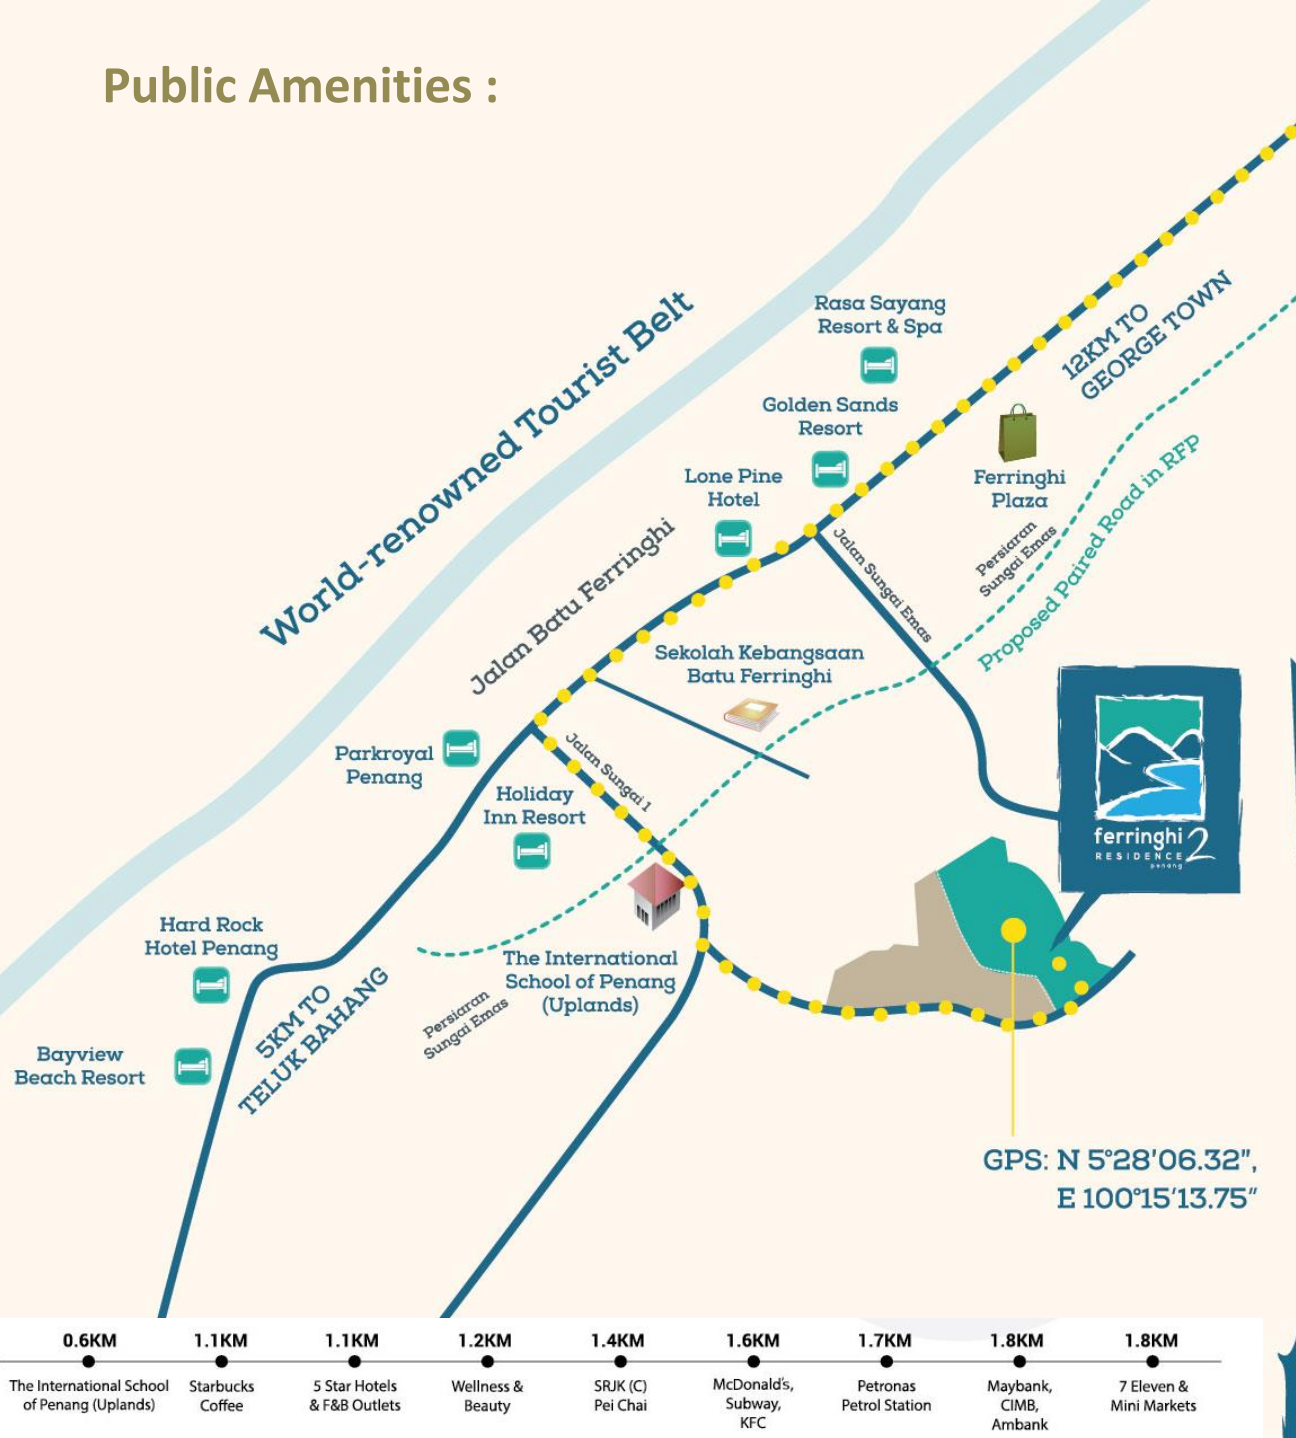 Public Amenities :
World-renowned Tourist Belt
Rasa Sayang
Resort & Spa
12KM TO
GEORGE TOWN
Golden Sands
Resort
Lone Pine
Hotel
Ferringhi
Plaza
Jalan Batu Ferringhi
Jalan Sungai Emas
Persiaran
Sungai Emas
Proposed Paired Road in RFP
Sekolah Kebangsaan
Batu Ferringhi
Parkroyal
Penang
Jalan Sungai 1
Holiday
Inn Resort
ferringhi 2
RESIDENCE
penang
Hard Rock
Hotel Penang
The International
School of Penang
(Uplands)
5KM TO
TELUK BAHANG
Persiaran
Sungai Emas
Bayview
Beach Resort
GPS: N 5°28'06.32",
E 100°15'13.75"
0.6KM
The International School
of Penang (Uplands)
1.1KM
Starbucks
Coffee
1.1KM
5 Star Hotels
& F&B Outlets
1.2KM
Wellness &
Beauty
1.4KM
SRJK (C)
Pei Chai
1.6KM
McDonald's,
Subway,
KFC
1.7KM
Petronas
Petrol Station
1.8KM
Maybank,
CIMB,
Ambank
1.8KM
7 Eleven &
Mini Markets